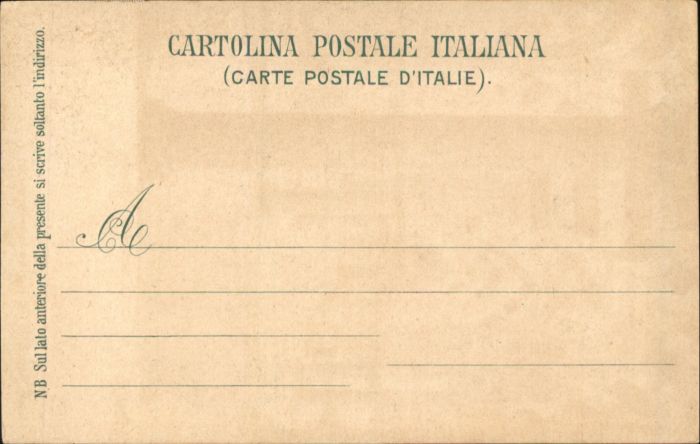 CARTOLINA POSTALE ITALIANA
(CARTE POSTALE D'ITALIE).
A
NB Sul lato anteriore della presente si scrive soltanto l'indirizzo.